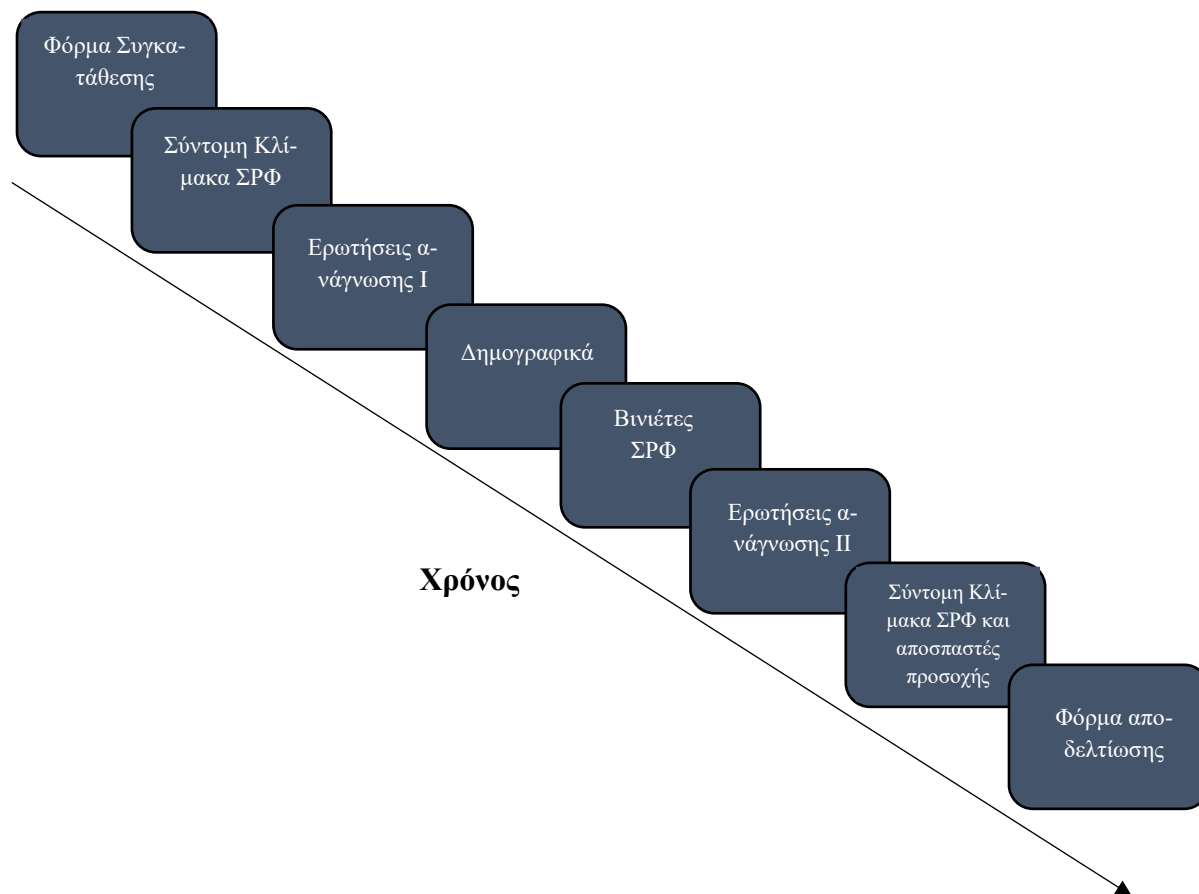 Φόρμα Συγκα-
τάθεσης
Σύντομη Κλί-
μακα ΣΡΦ
Ερωτήσεις α-
νάγνωσης Ι
Δημογραφικά
Βινιέτες
ΣΡΦ
Ερωτήσεις α-
νάγνωσης ΙΙ
Χρόνος
Σύντομη Κλί-
μακα ΣΡΦ και
αποσπαστές
προσοχής
Φόρμα απο-
δελτίωσης